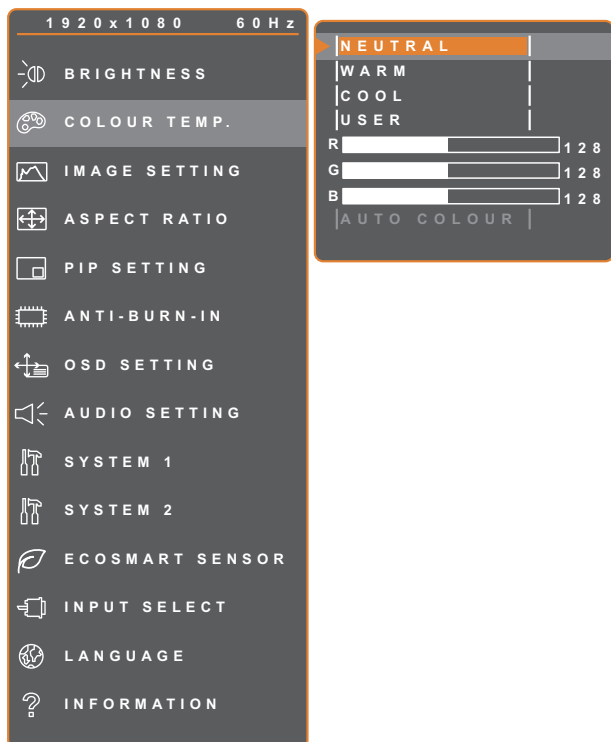 1920x1080 60Hz
BRIGHTNESS
COLOUR TEMP.
IMAGE SETTING
ASPECT RATIO
PIP SETTING
ANTI-BURN-IN
OSD SETTING
AUDIO SETTING
SYSTEM 1
SYSTEM 2
ECOSMART SENSOR
INPUT SELECT
LANGUAGE
INFORMATION
NEUTRAL
WARM
COOL
USER
R 128
G 128
B 128
AUTO COLOUR